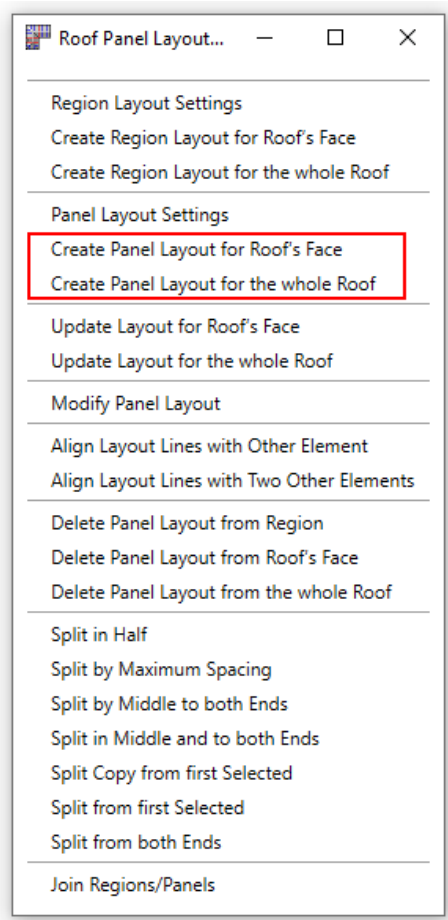 Roof Panel Layout...
Region Layout Settings
Create Region Layout for Roof's Face
Create Region Layout for the whole Roof
Panel Layout Settings
Create Panel Layout for Roof's Face
Create Panel Layout for the whole Roof
Update Layout for Roof's Face
Update Layout for the whole Roof
Modify Panel Layout
Align Layout Lines with Other Element
Align Layout Lines with Two Other Elements
Delete Panel Layout from Region
Delete Panel Layout from Roof's Face
Delete Panel Layout from the whole Roof
Split in Half
Split by Maximum Spacing
Split by Middle to both Ends
Split in Middle and to both Ends
Split Copy from first Selected
Split from first Selected
Split from both Ends
Join Regions/Panels